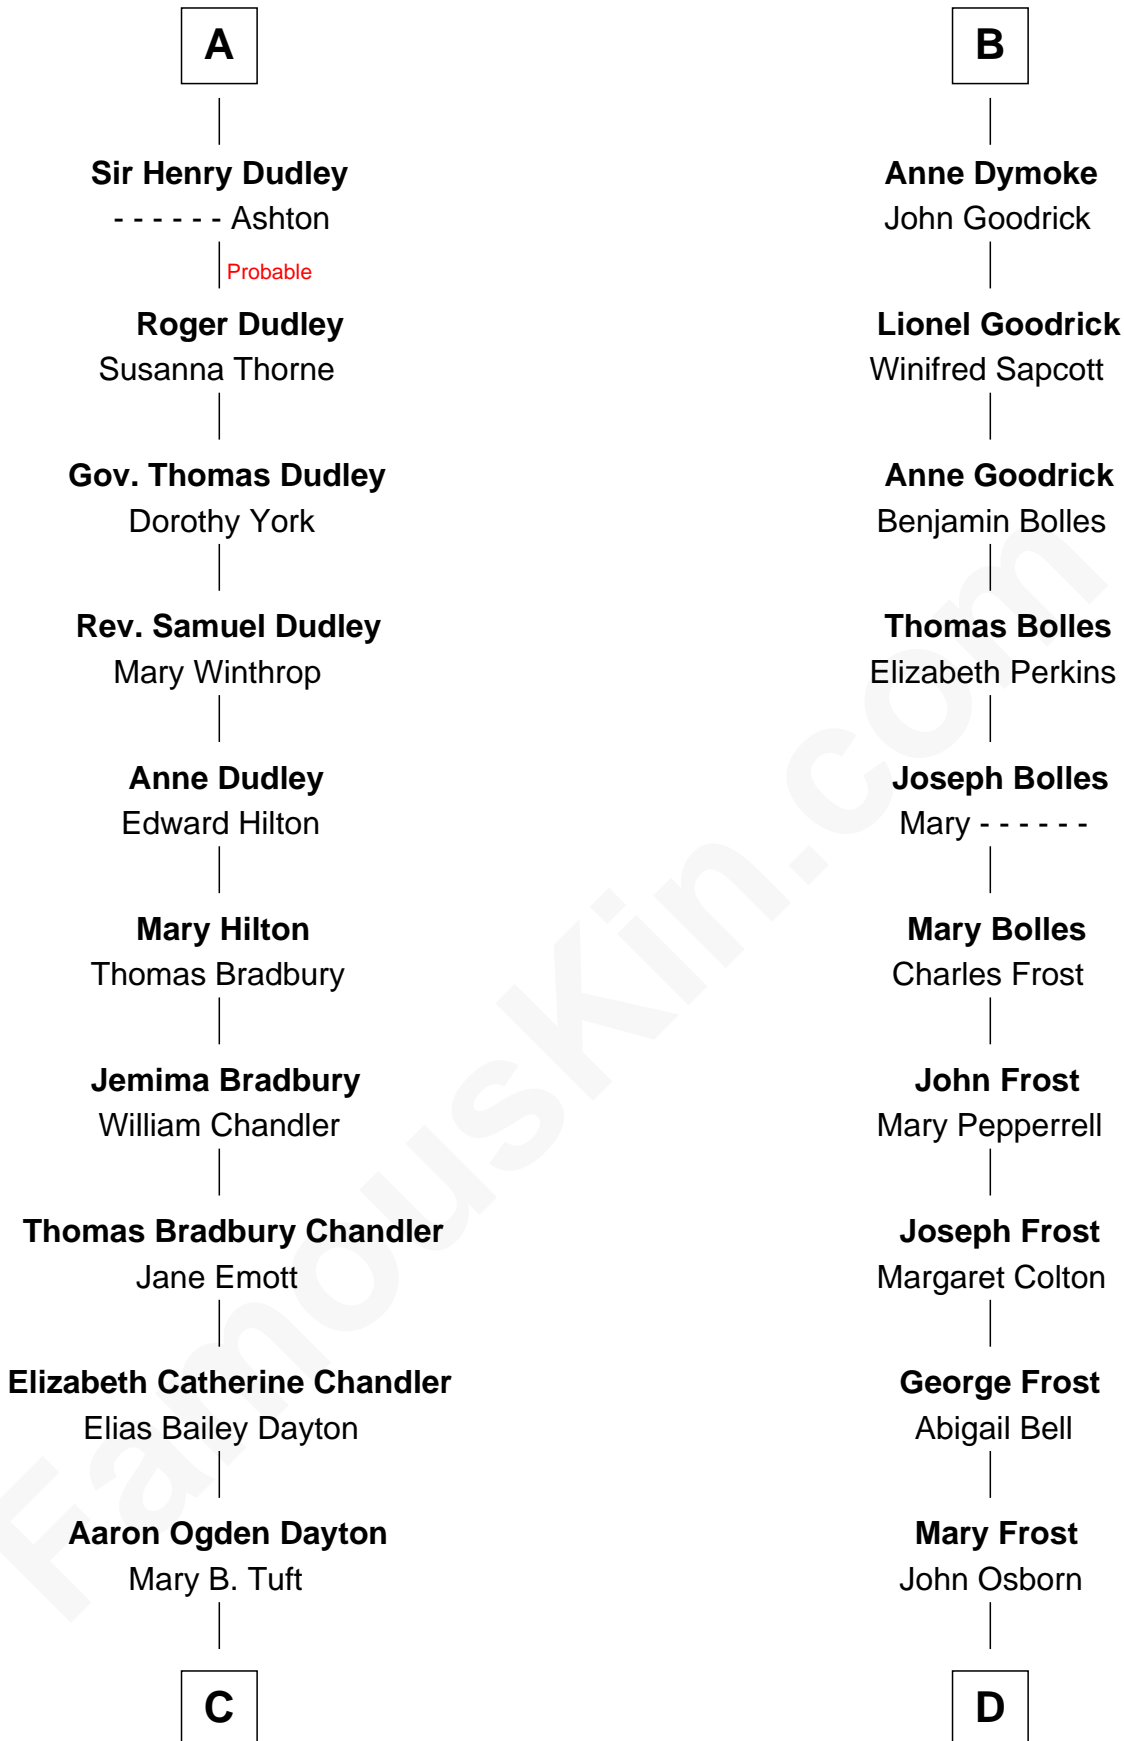 A
Sir Henry Dudley
- - - - - - Ashton
Probable
Roger Dudley
Susanna Thorne
Gov. Thomas Dudley
Dorothy York
Rev. Samuel Dudley
Mary Winthrop
Anne Dudley
Edward Hilton
Mary Hilton
Thomas Bradbury
Jemima Bradbury
William Chandler
Thomas Bradbury Chandler
Jane Emott
Elizabeth Catherine Chandler
Elias Bailey Dayton
Aaron Ogden Dayton
Mary B. Tuft
C
B
Anne Dymoke
John Goodrick
Lionel Goodrick
Winifred Sapcott
Anne Goodrick
Benjamin Bolles
Thomas Bolles
Elizabeth Perkins
Joseph Bolles
Mary - - - - - -
Mary Bolles
Charles Frost
John Frost
Mary Pepperrell
Joseph Frost
Margaret Colton
George Frost
Abigail Bell
Mary Frost
John Osborn
D
FamousKin.com